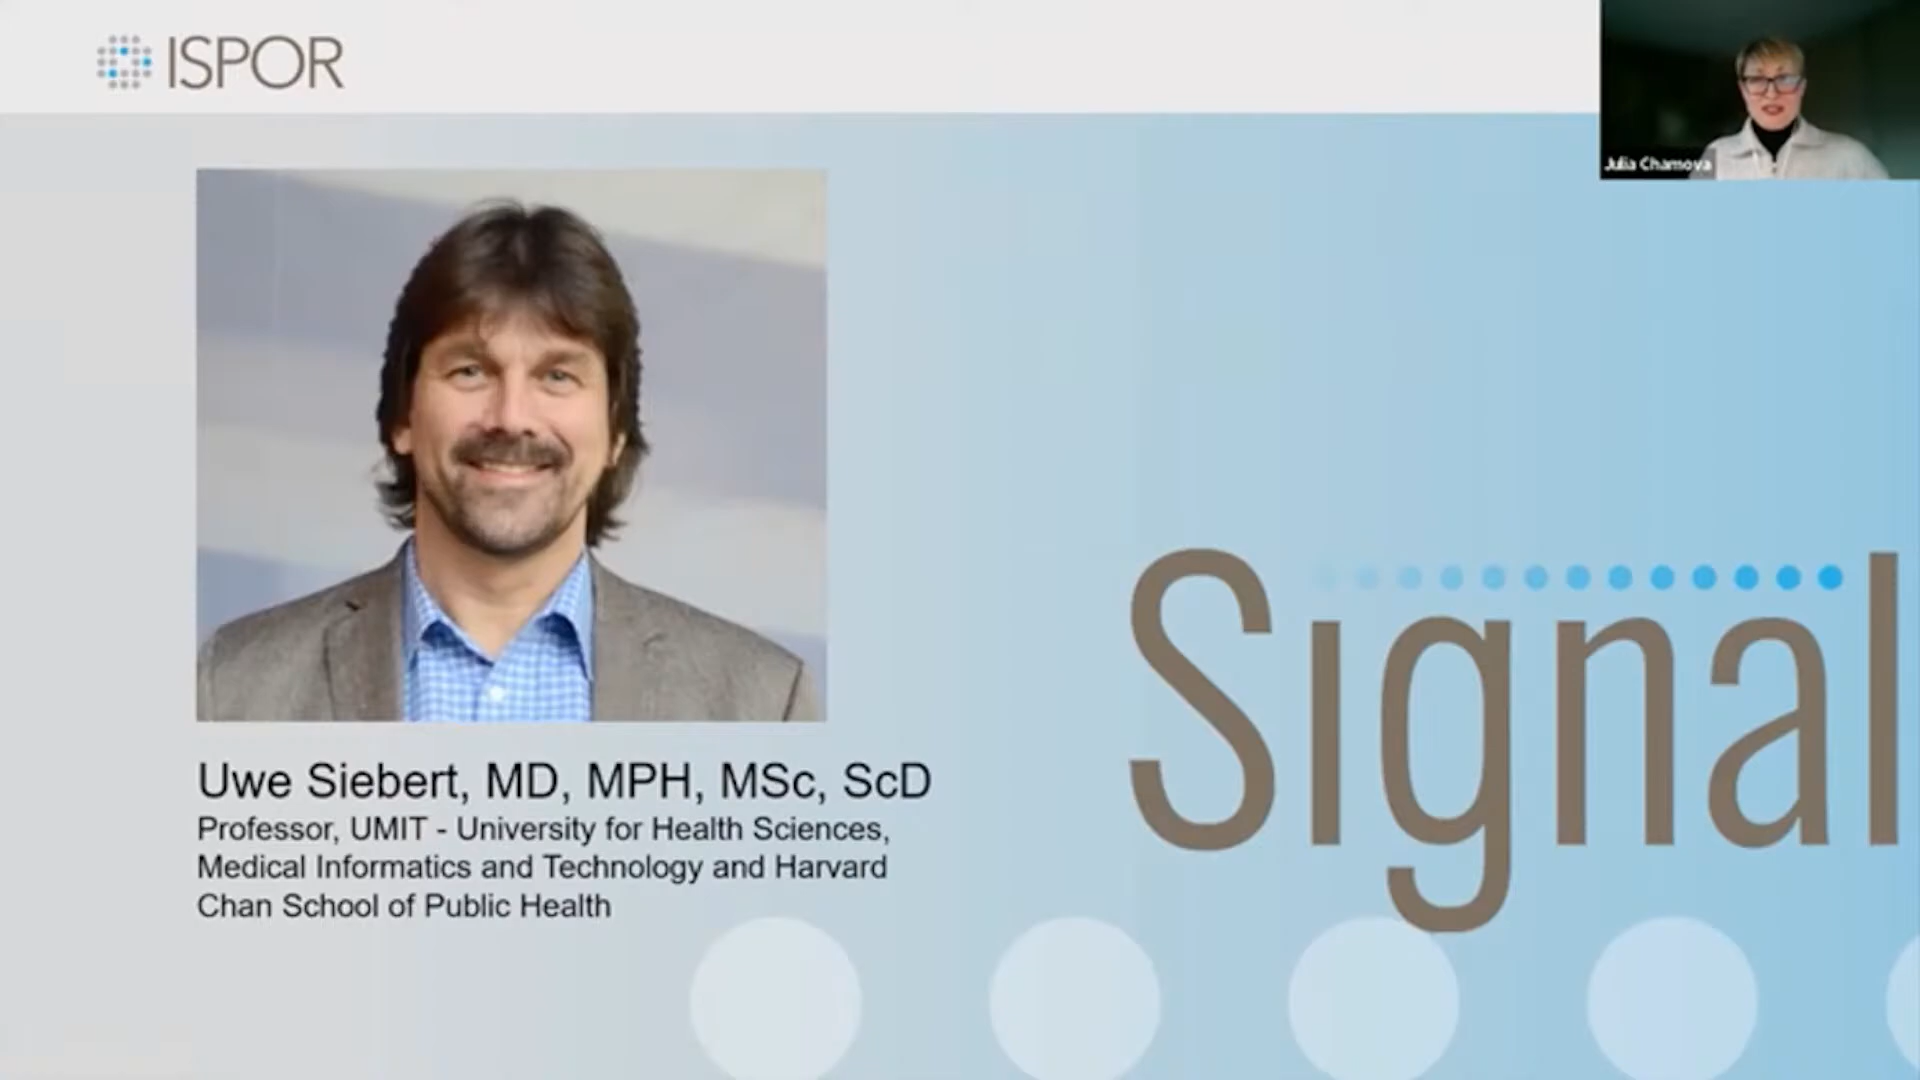 ISPOR
Julia Chamova
Signal
Uwe Siebert, MD, MPH, MSc, ScD
Professor, UMIT - University for Health Sciences,
Medical Informatics and Technology and Harvard
Chan School of Public Health